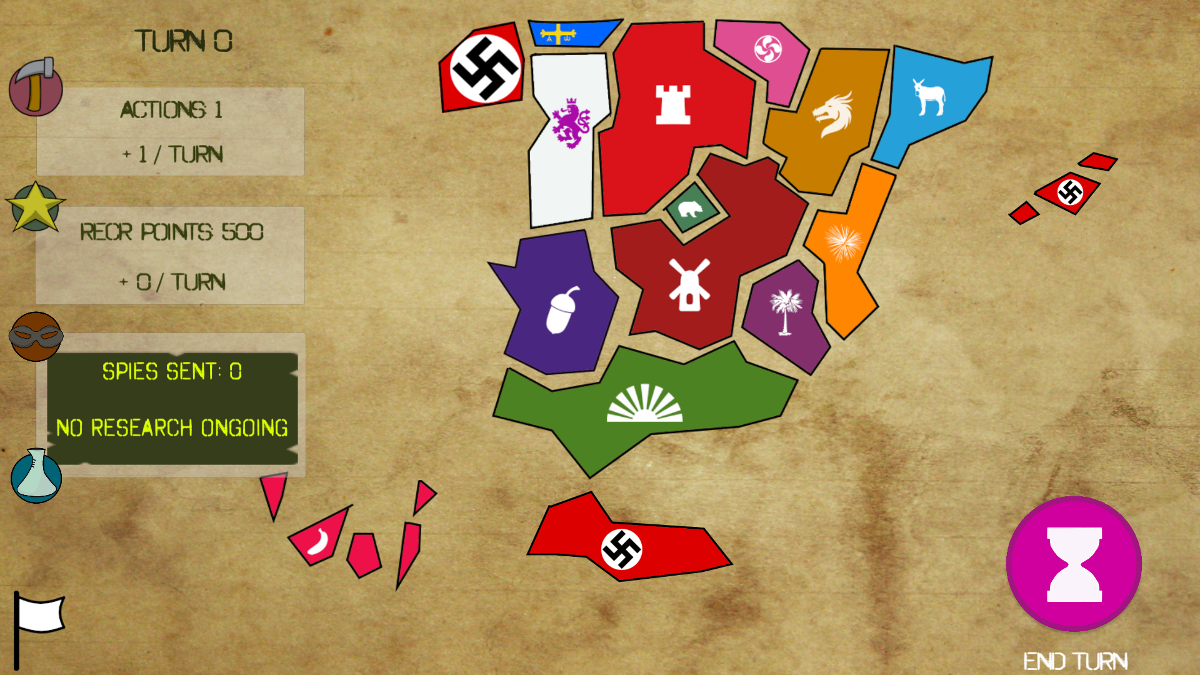 TURN 0
ACTIONS 1
+ 1 / TURN
RECR POINTS 500
+ 0 / TURN
SPIES SENT: 0
NO RESEARCH ONGOING
END TURN